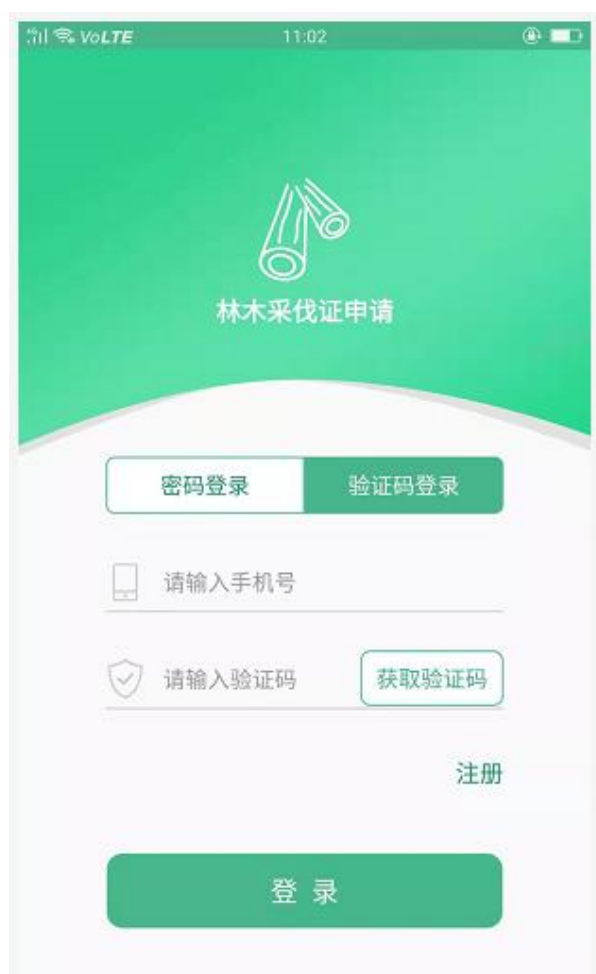 VoLTE 11:02
林木采伐证申请
密码登录 验证码登录
请输入手机号
请输入验证码 获取验证码
注册
登 录